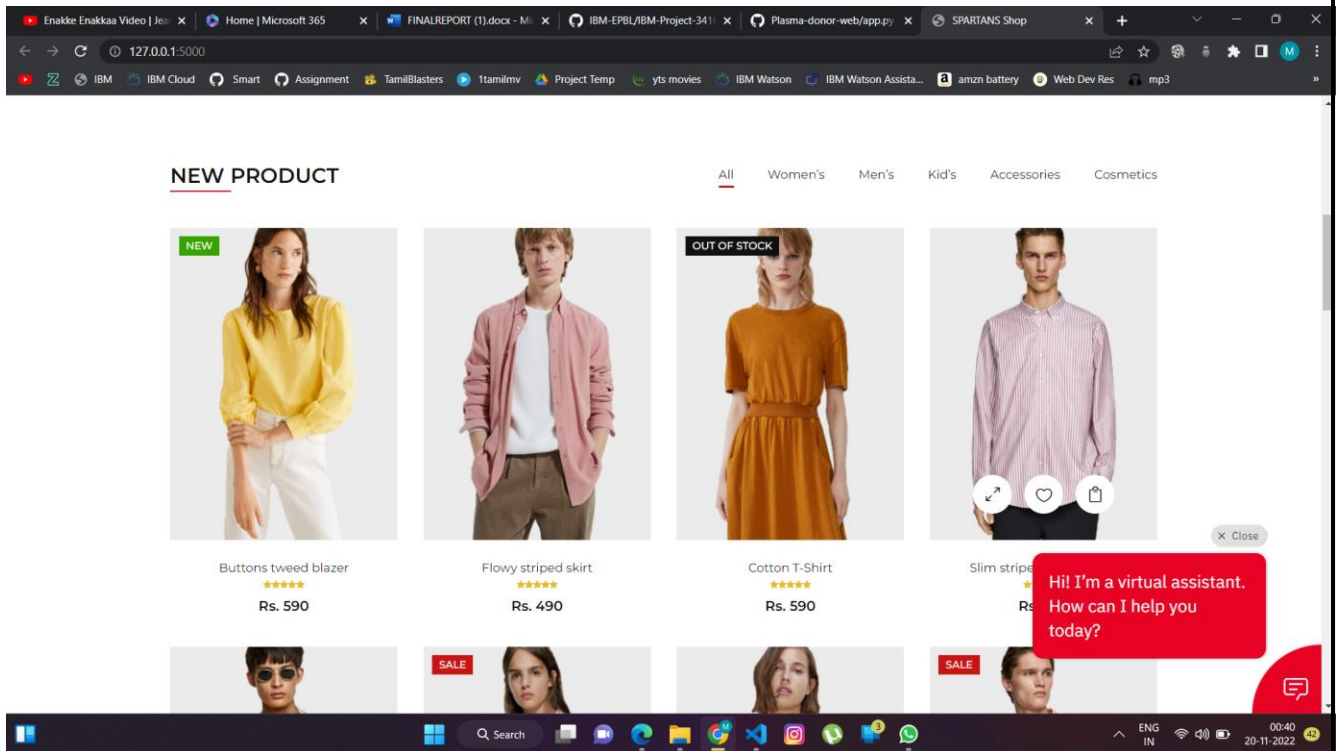 Enakke Enakkaa Video | Jea
Home | Microsoft 365
FINALREPORT (1).docx - Mi
IBM-EPBL/IBM-Project-341
Plasma-donor-web/app.py
SPARTANS Shop
127.0.0.1:5000
IBM
IBM Cloud
Smart
Assignment
TamilBlasters
1tamilmv
Project Temp
yts movies
IBM Watson
IBM Watson Assista...
amzn battery
Web Dev Res
mp3
M
NEW PRODUCT
All
Women's
Men's
Kid's
Accessories
Cosmetics
NEW
OUT OF STOCK
Buttons tweed blazer
Rs. 590
Flowy striped skirt
Rs. 490
Cotton T-Shirt
Rs. 590
Slim stripe
Rs
× Close
Hi! I'm a virtual assistant.
How can I help you
today?
SALE
SALE
Search
3
ENG
IN
00:40
20-11-2022
42